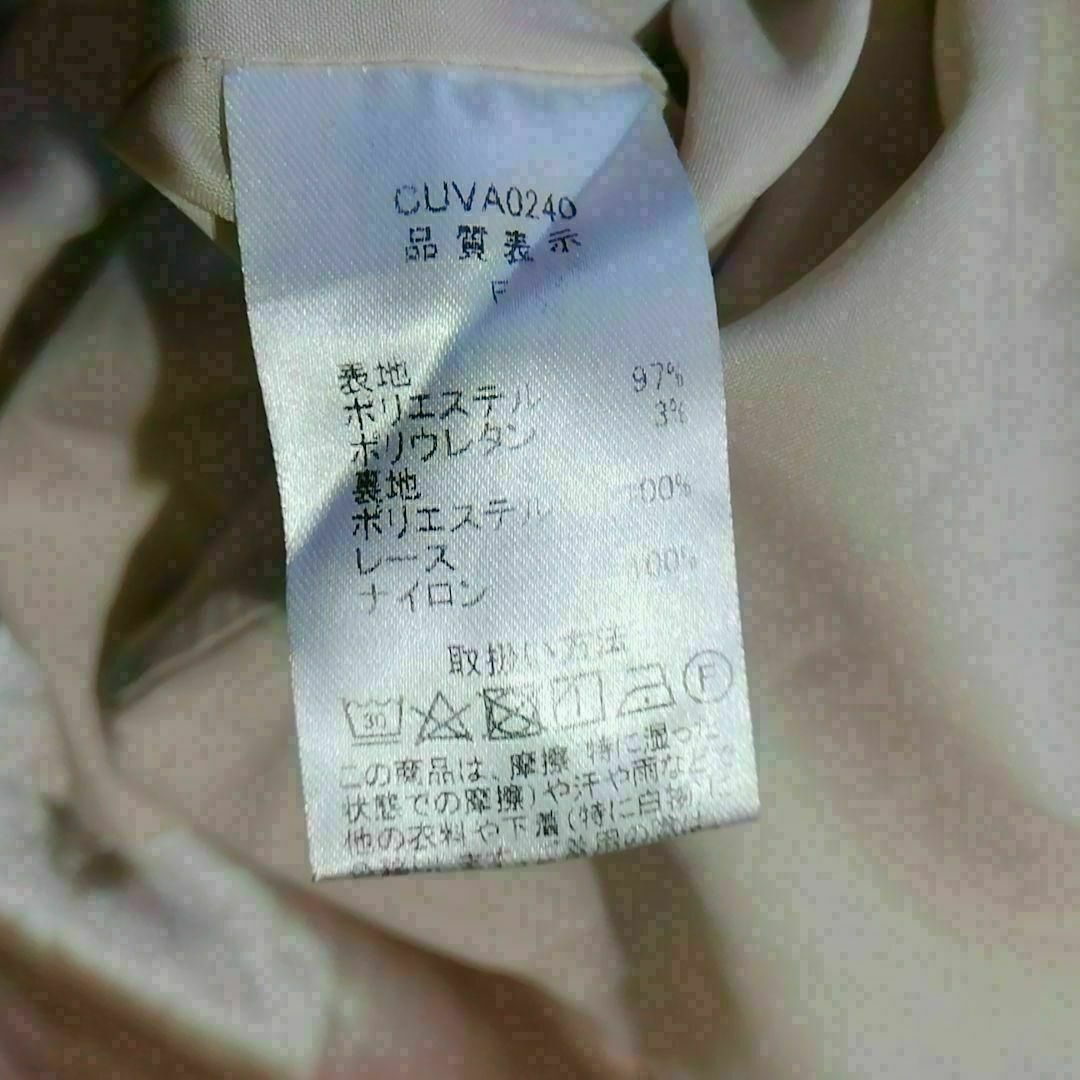 CUVA0240
品質表示
表地
ポリエステル 97%
ポリウレタン 3%
裏地
ポリエステル 100%
レース
ナイロン 100%
取扱い方法
30 F
この商品は、摩擦 特に湿った
状態での摩擦)や汗や雨などで
他の衣料や下着(特に白物)に